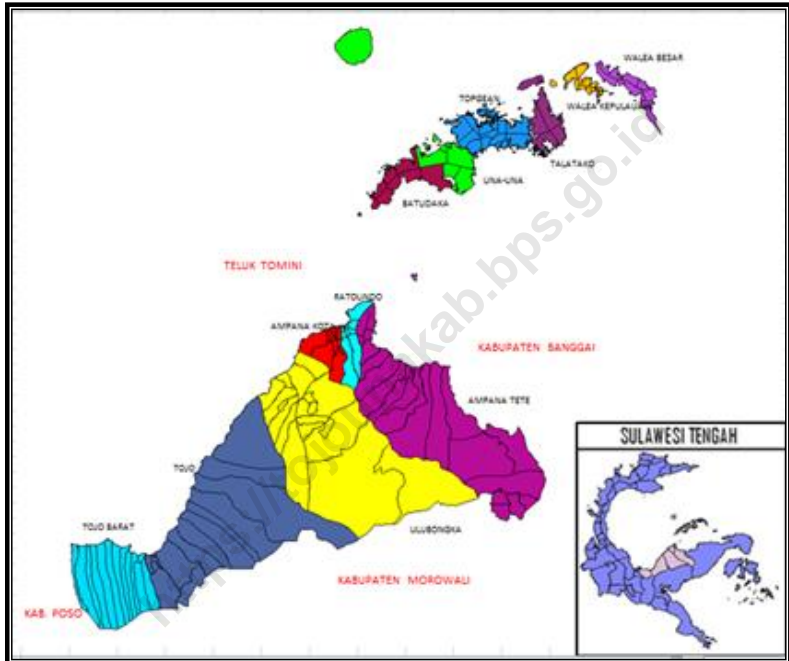 WALEA BESAR
TOPGEAN
WALEA KEPULAUAN
TALATAKO
UNA-UNA
BATUDAKA
TELUK TOMINI
RATOLINDO
AMPANA KOTA
KABUPATEN BANGGAI
AMPANA TETE
SULAWESI TENGAH
TOJO
TOJO BARAT
ULUBONGKA
KABUPATEN MOROWALI
KAB. POSO